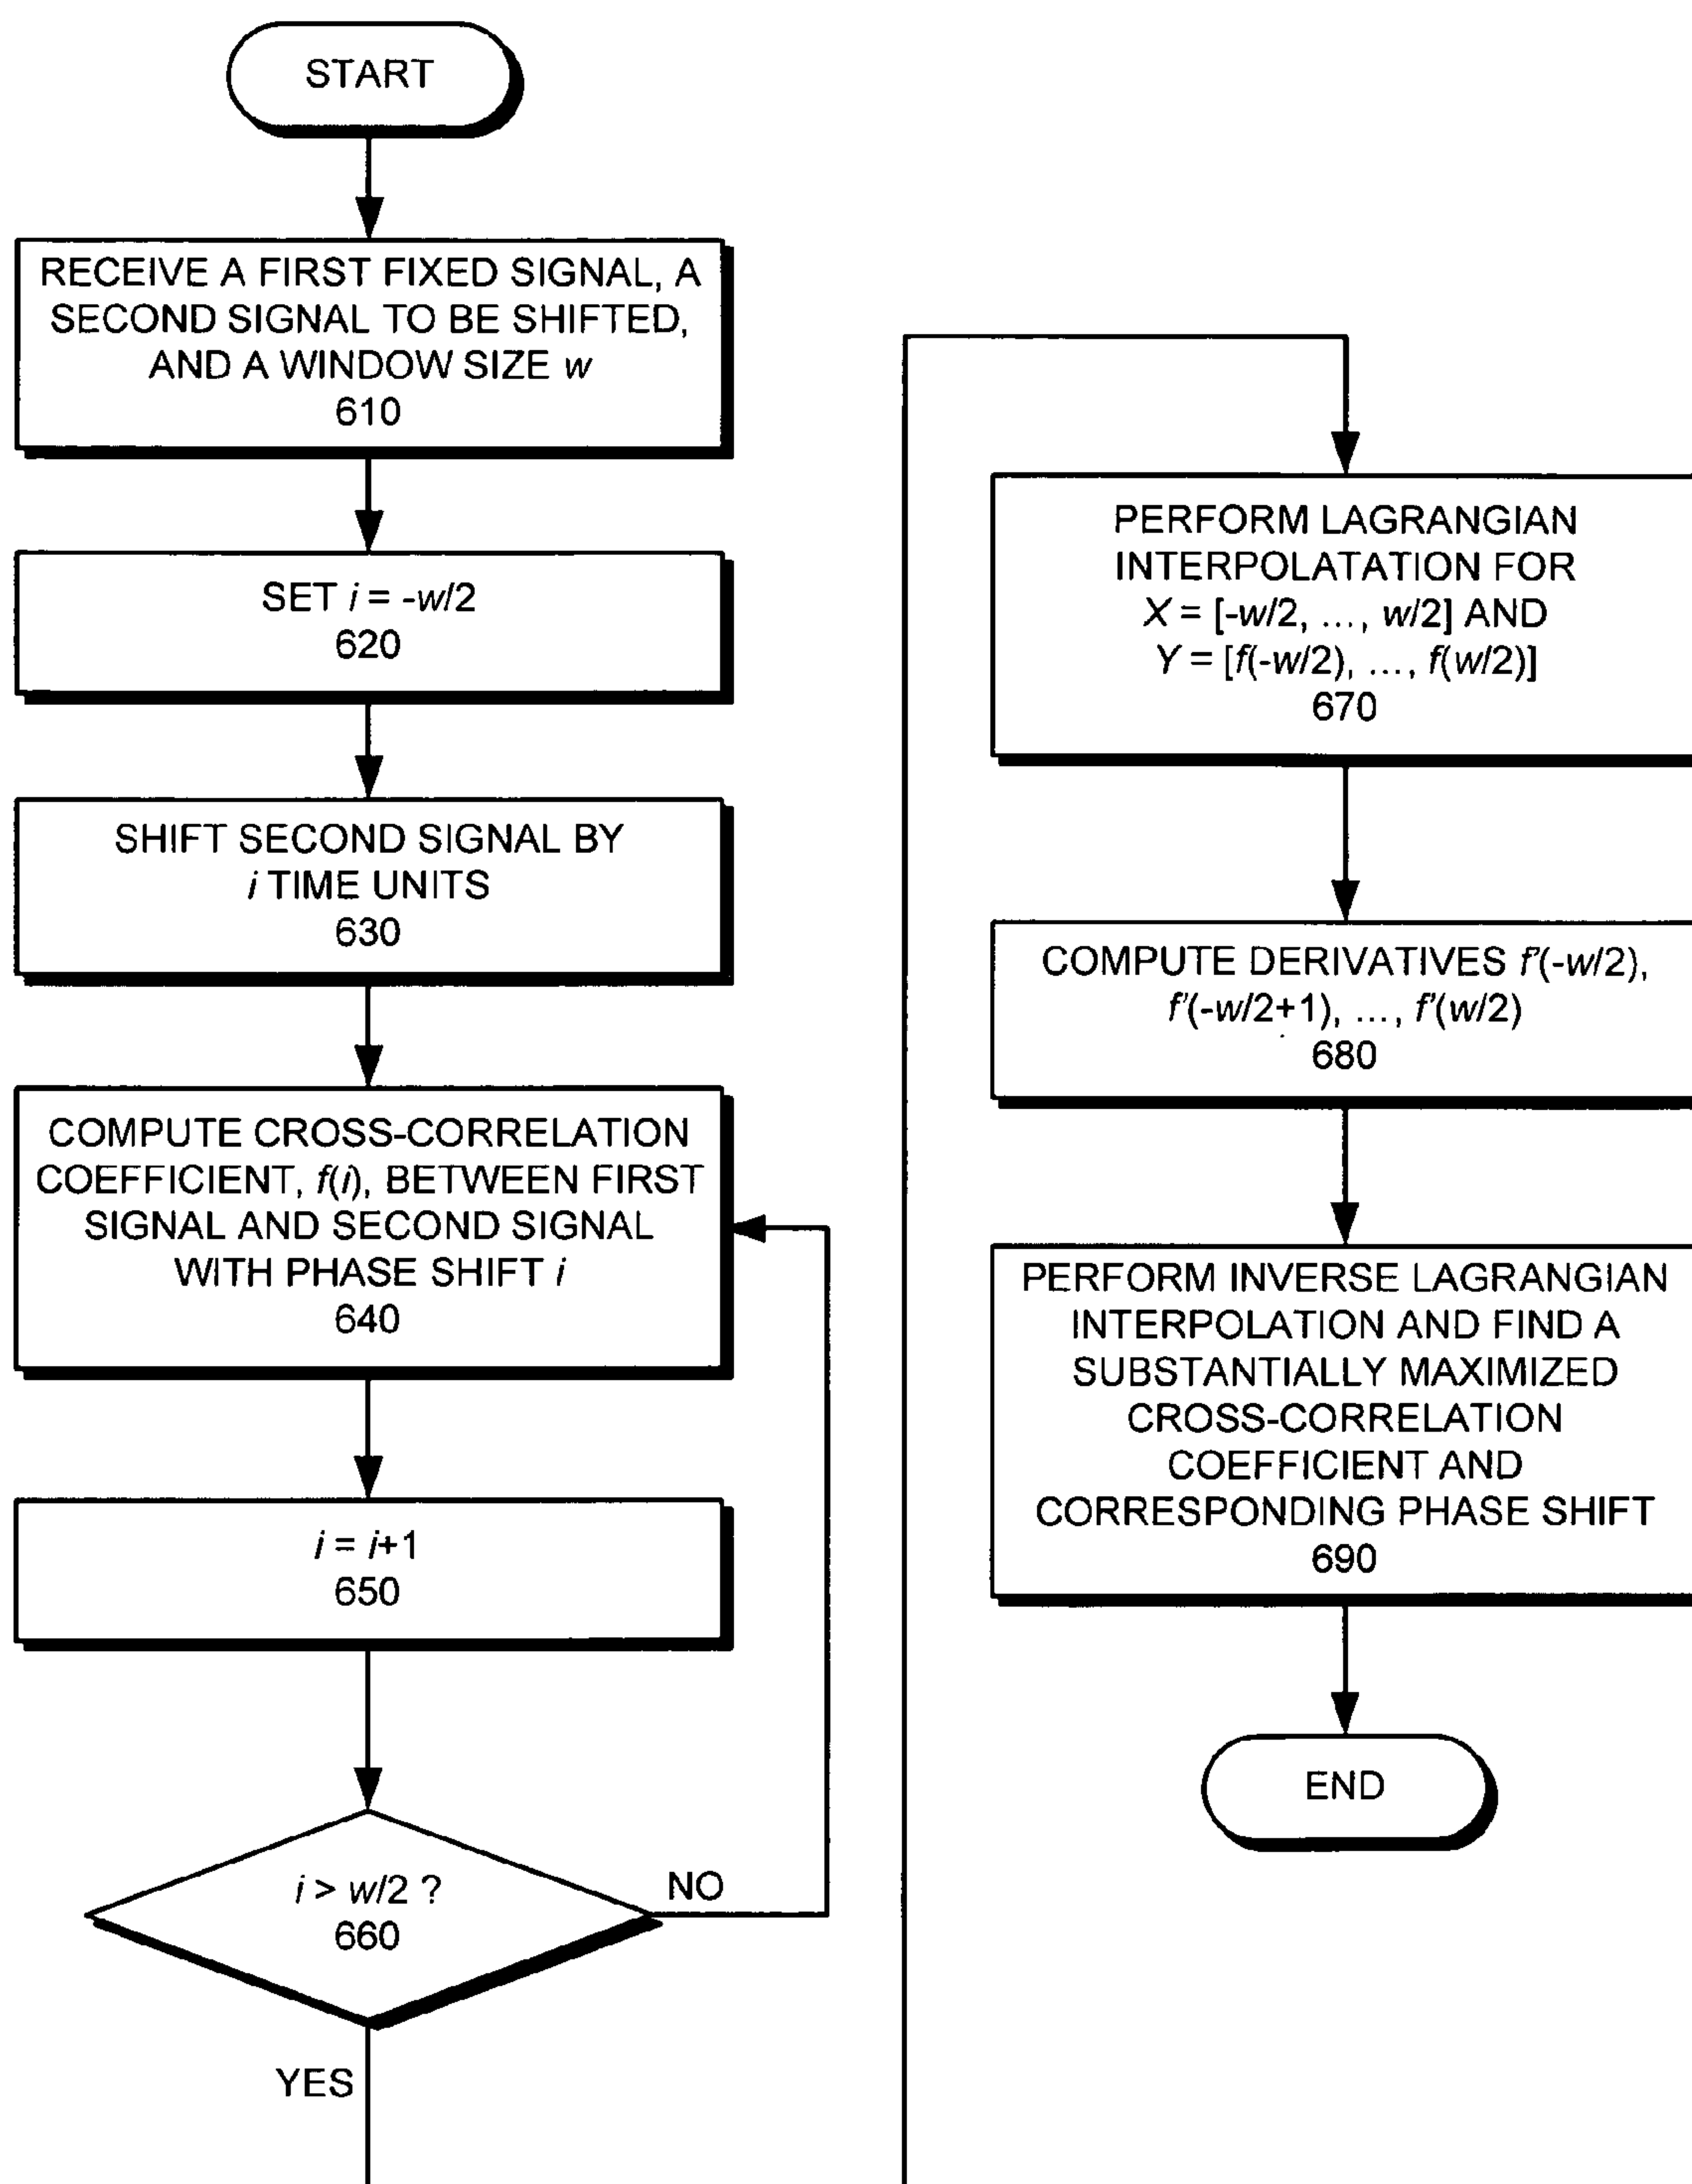 START
RECEIVE A FIRST FIXED SIGNAL, A
SECOND SIGNAL TO BE SHIFTED,
AND A WINDOW SIZE w
610
SET i = -w/2
620
SHIFT SECOND SIGNAL BY
i TIME UNITS
630
COMPUTE CROSS-CORRELATION
COEFFICIENT, f(i), BETWEEN FIRST
SIGNAL AND SECOND SIGNAL
WITH PHASE SHIFT i
640
i = i+1
650
i > w/2 ?
660
NO
YES
PERFORM LAGRANGIAN
INTERPOLATATION FOR
X = [-w/2, ..., w/2] AND
Y = [f(-w/2), ..., f(w/2)]
670
COMPUTE DERIVATIVES f'(-w/2),
f'(-w/2+1), ..., f'(w/2)
680
PERFORM INVERSE LAGRANGIAN
INTERPOLATION AND FIND A
SUBSTANTIALLY MAXIMIZED
CROSS-CORRELATION
COEFFICIENT AND
CORRESPONDING PHASE SHIFT
690
END